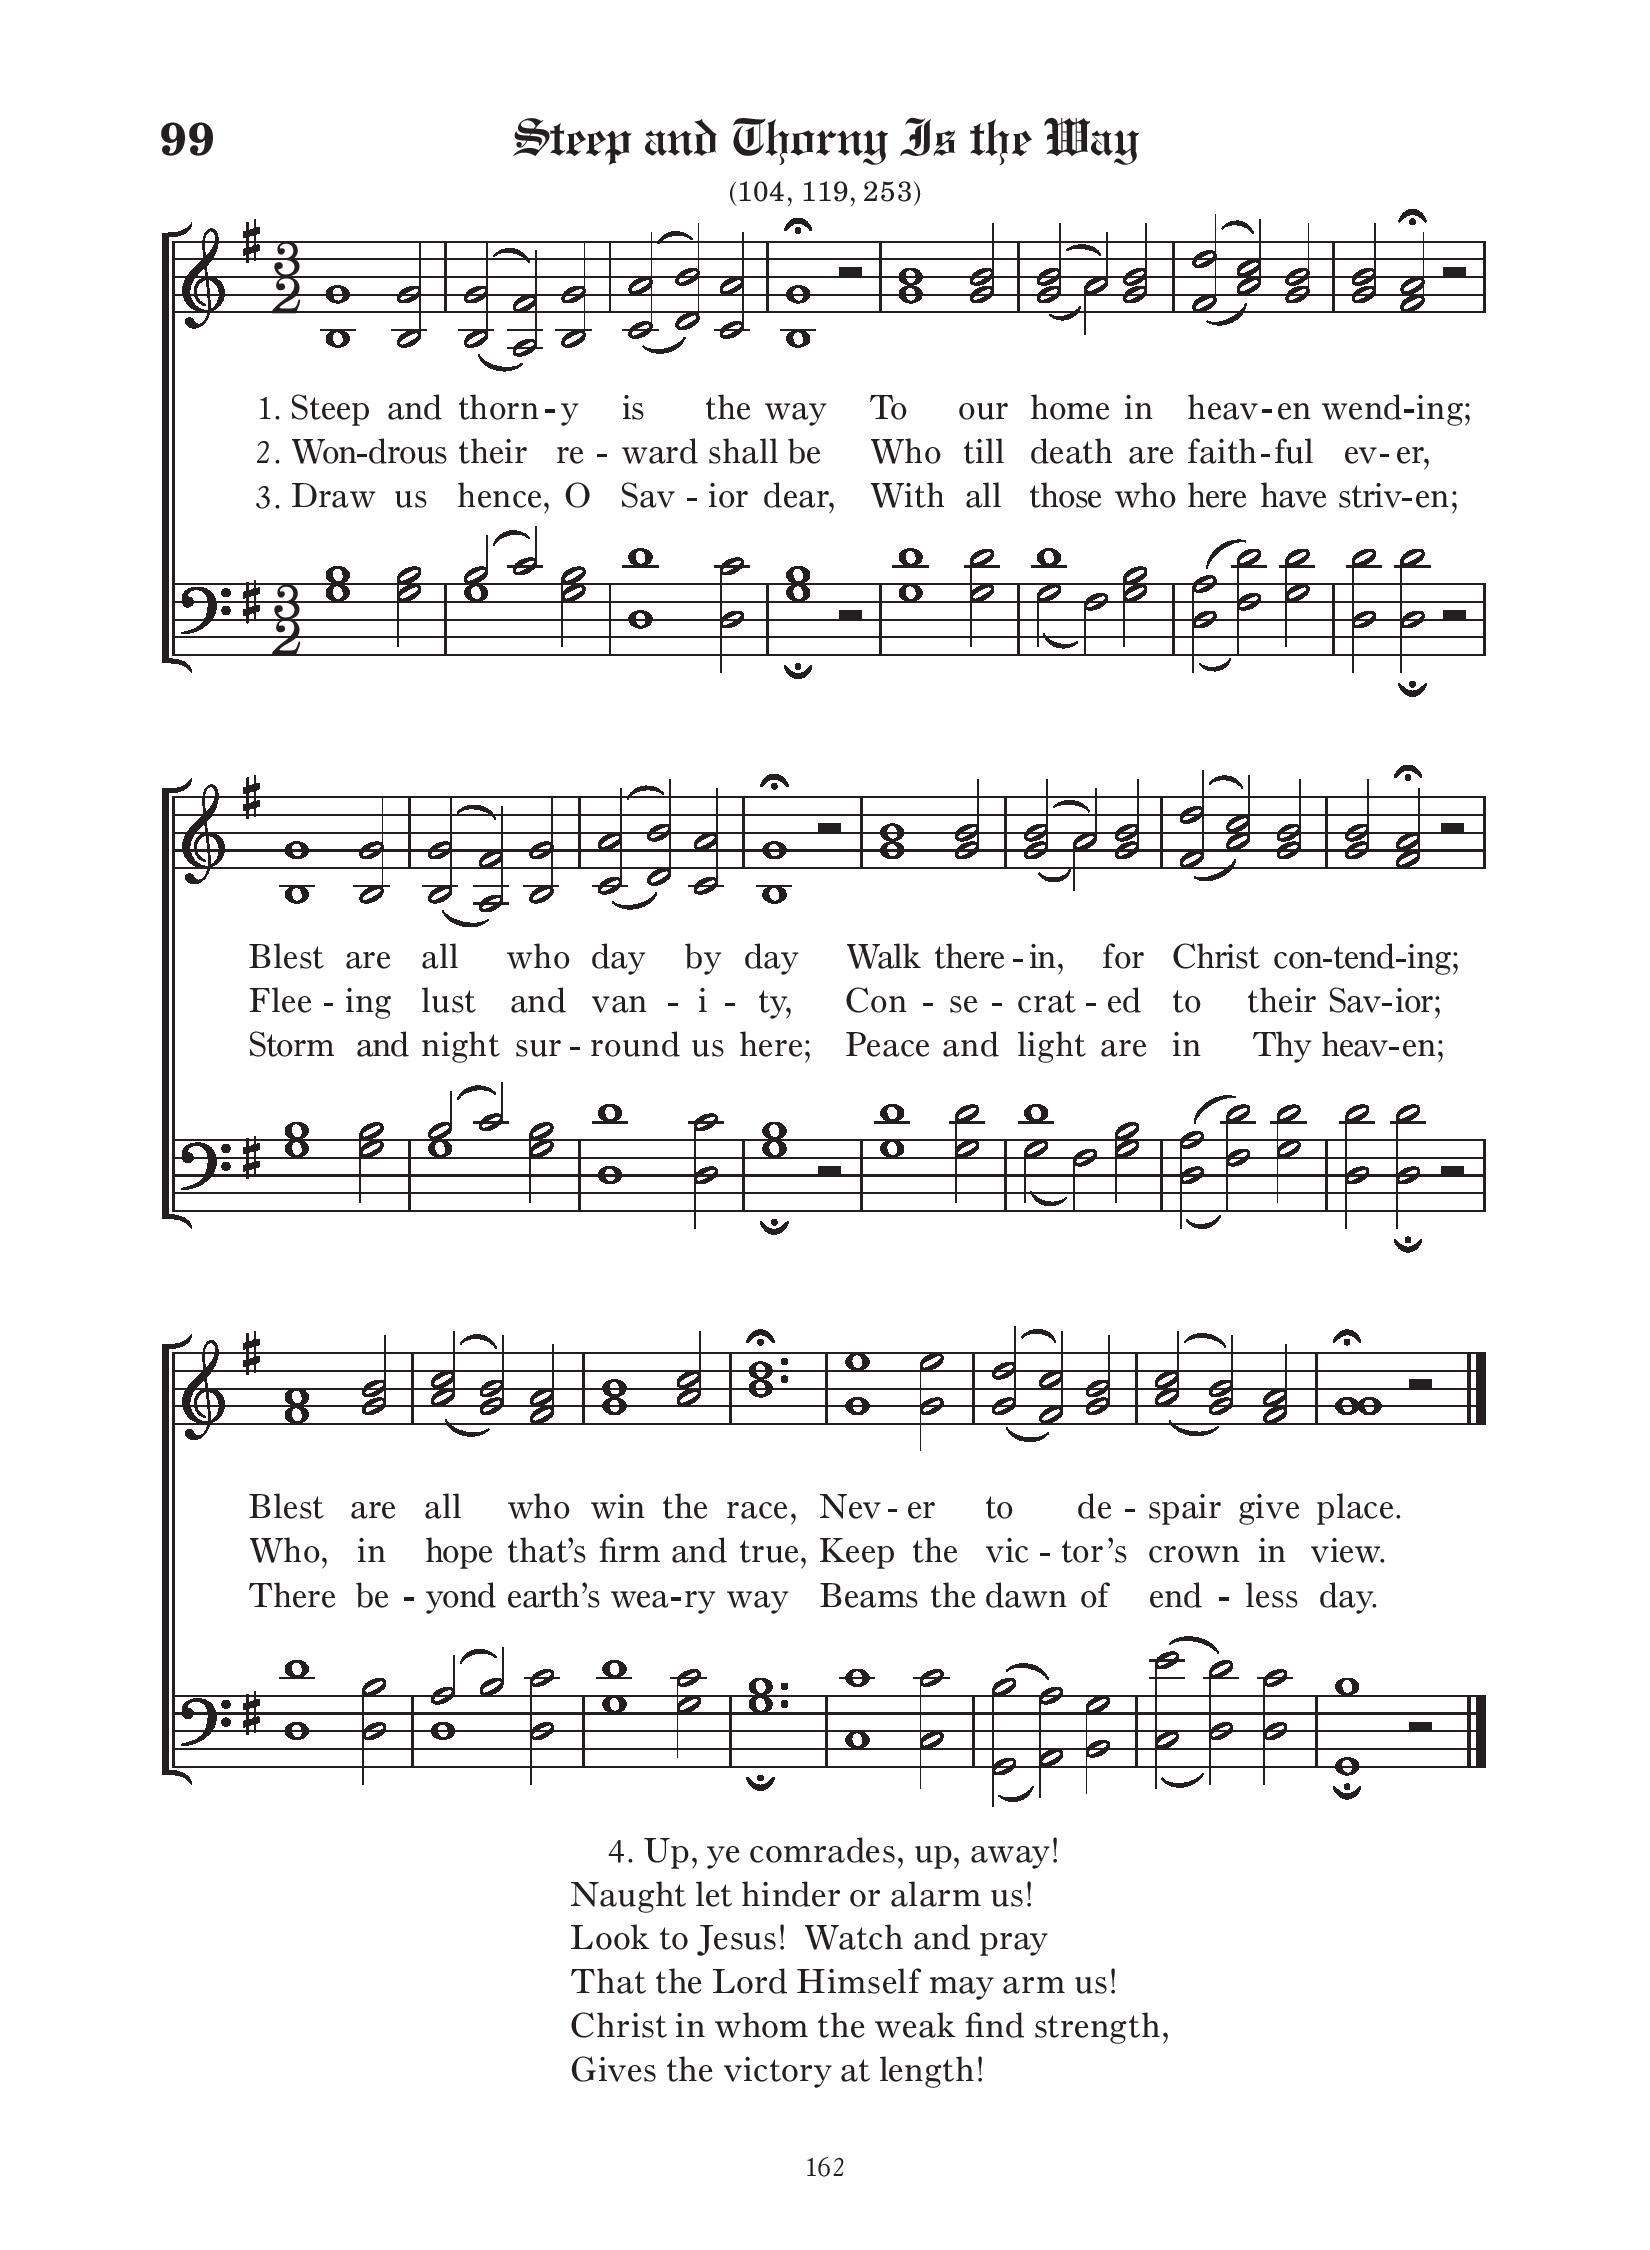 99 Steep and Thorny Is the Way
(104, 119, 253)
1. Steep and thorn-y is the way To our home in heav-en wend-ing;
2. Won-drous their re - ward shall be Who till death are faith-ful ev-er,
3. Draw us hence, O Sav - ior dear, With all those who here have striv-en;
Blest are all who day by day Walk there-in, for Christ con-tend-ing;
Flee - ing lust and van - i - ty, Con - se - crat - ed to their Sav-ior;
Storm and night sur-round us here; Peace and light are in Thy heav-en;
Blest are all who win the race, Nev-er to de-spair give place.
Who, in hope that's firm and true, Keep the vic-tor's crown in view.
There be - yond earth's wea-ry way Beams the dawn of end - less day.
4. Up, ye comrades, up, away!
Naught let hinder or alarm us!
Look to Jesus! Watch and pray
That the Lord Himself may arm us!
Christ in whom the weak find strength,
Gives the victory at length!
162